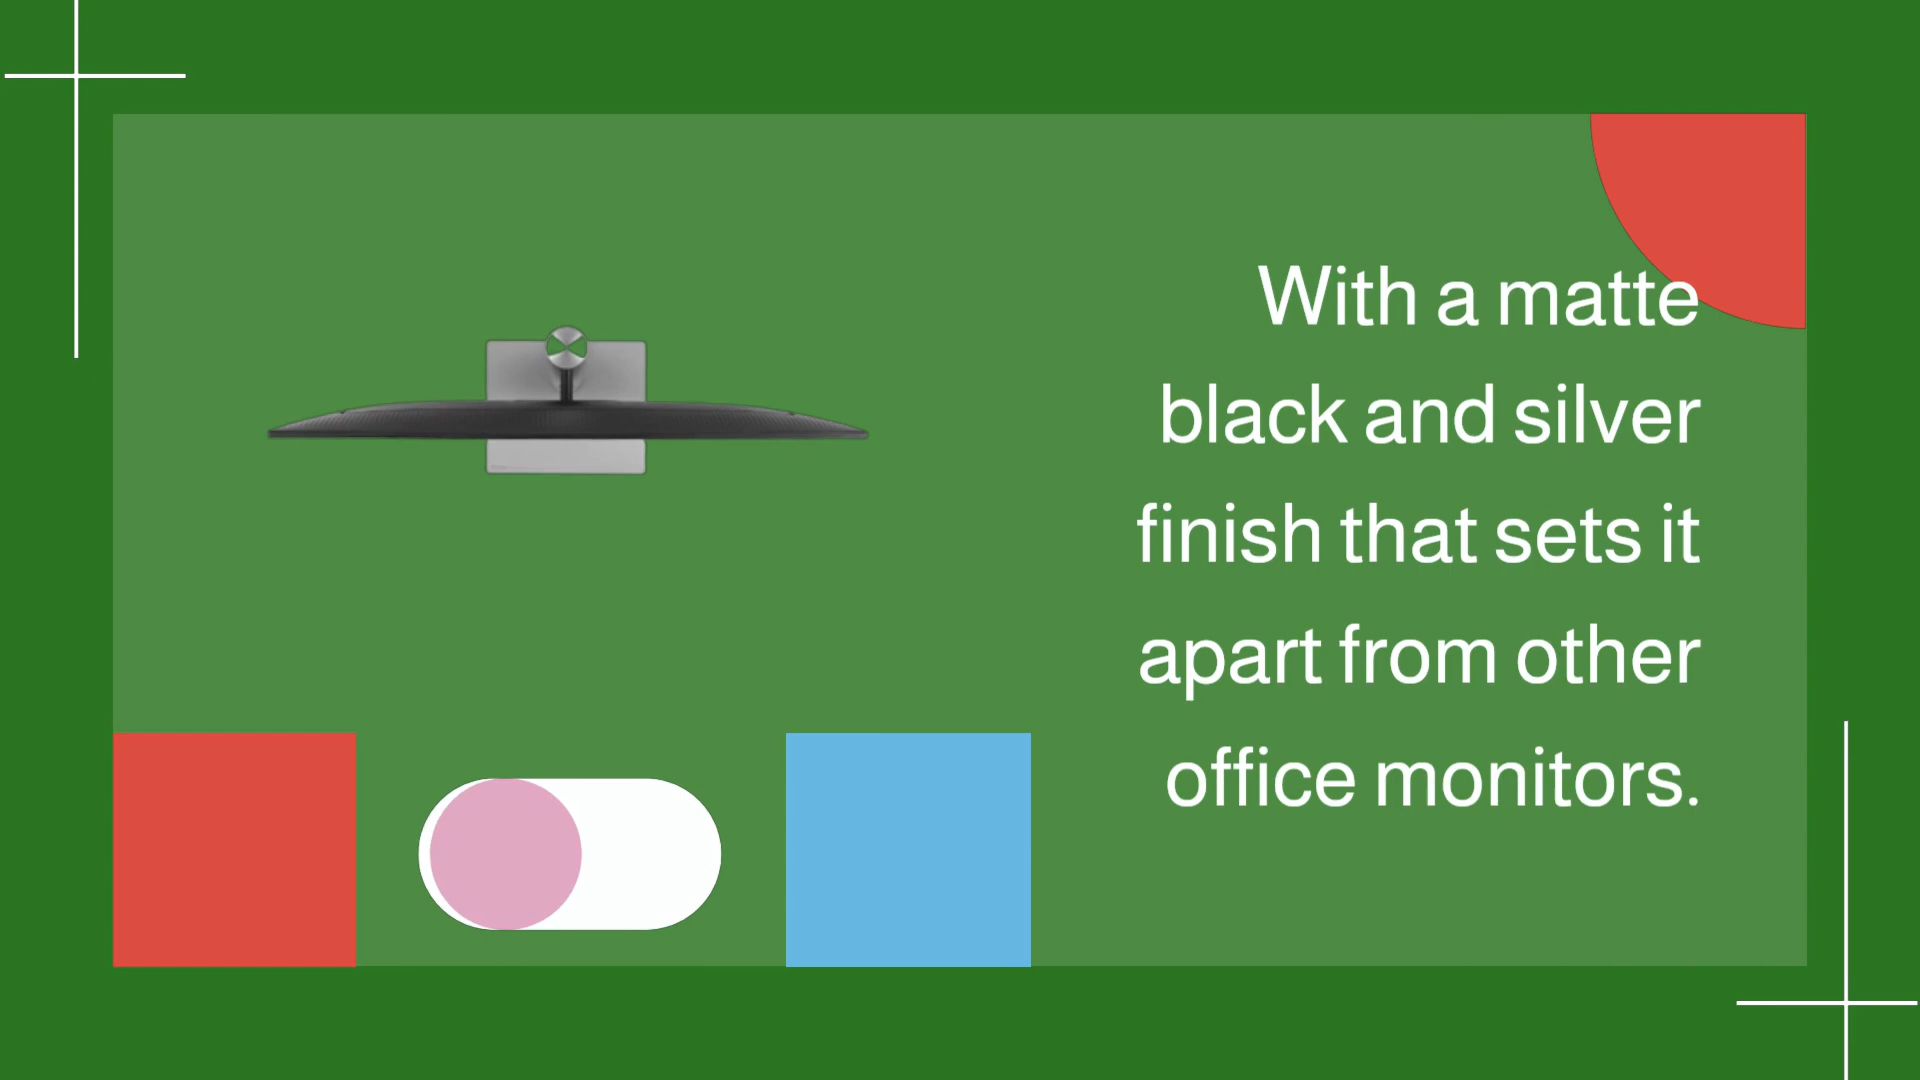 With a matte
black and silver
finish that sets it
apart from other
office monitors.